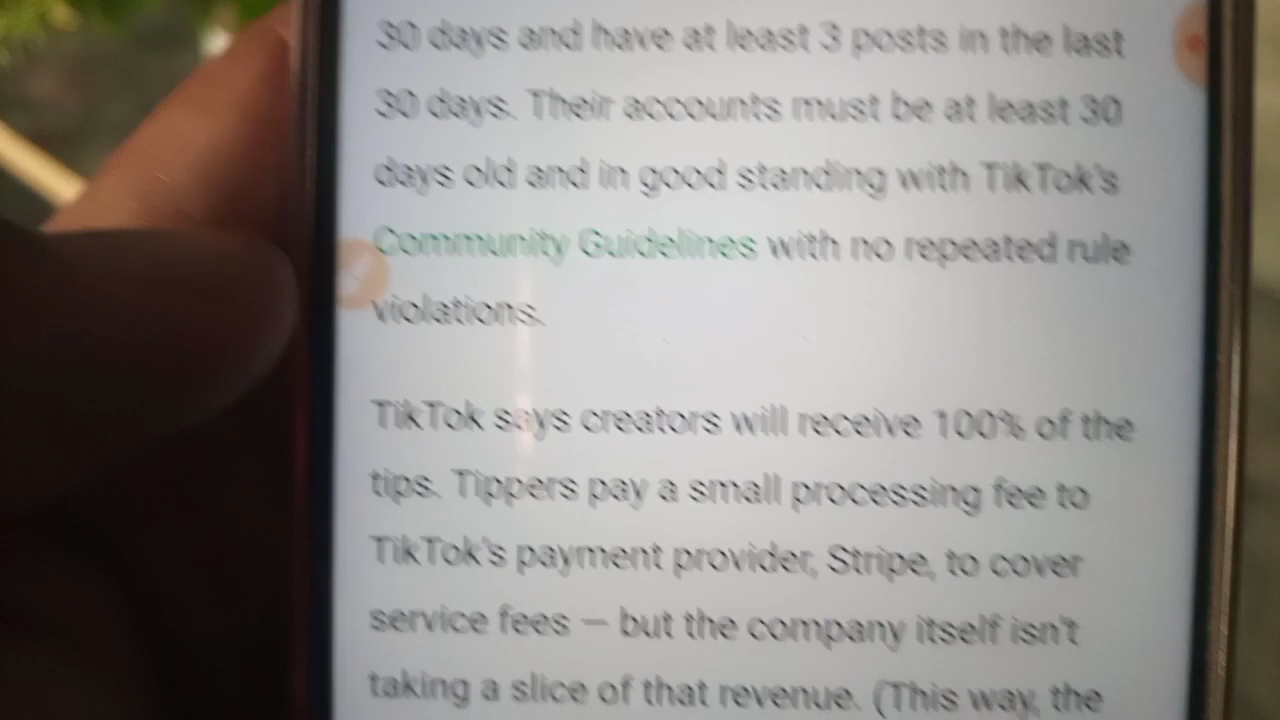 30 days and have at least 3 posts in the last
30 days. Their accounts must be at least 30
days old and in good standing with TikTok's
Community Guidelines with no repeated rule
violations.
TikTok says creators will receive 100% of the
tips. Tippers pay a small processing fee to
TikTok's payment provider, Stripe, to cover
service fees — but the company itself isn't
taking a slice of that revenue. (This way, the